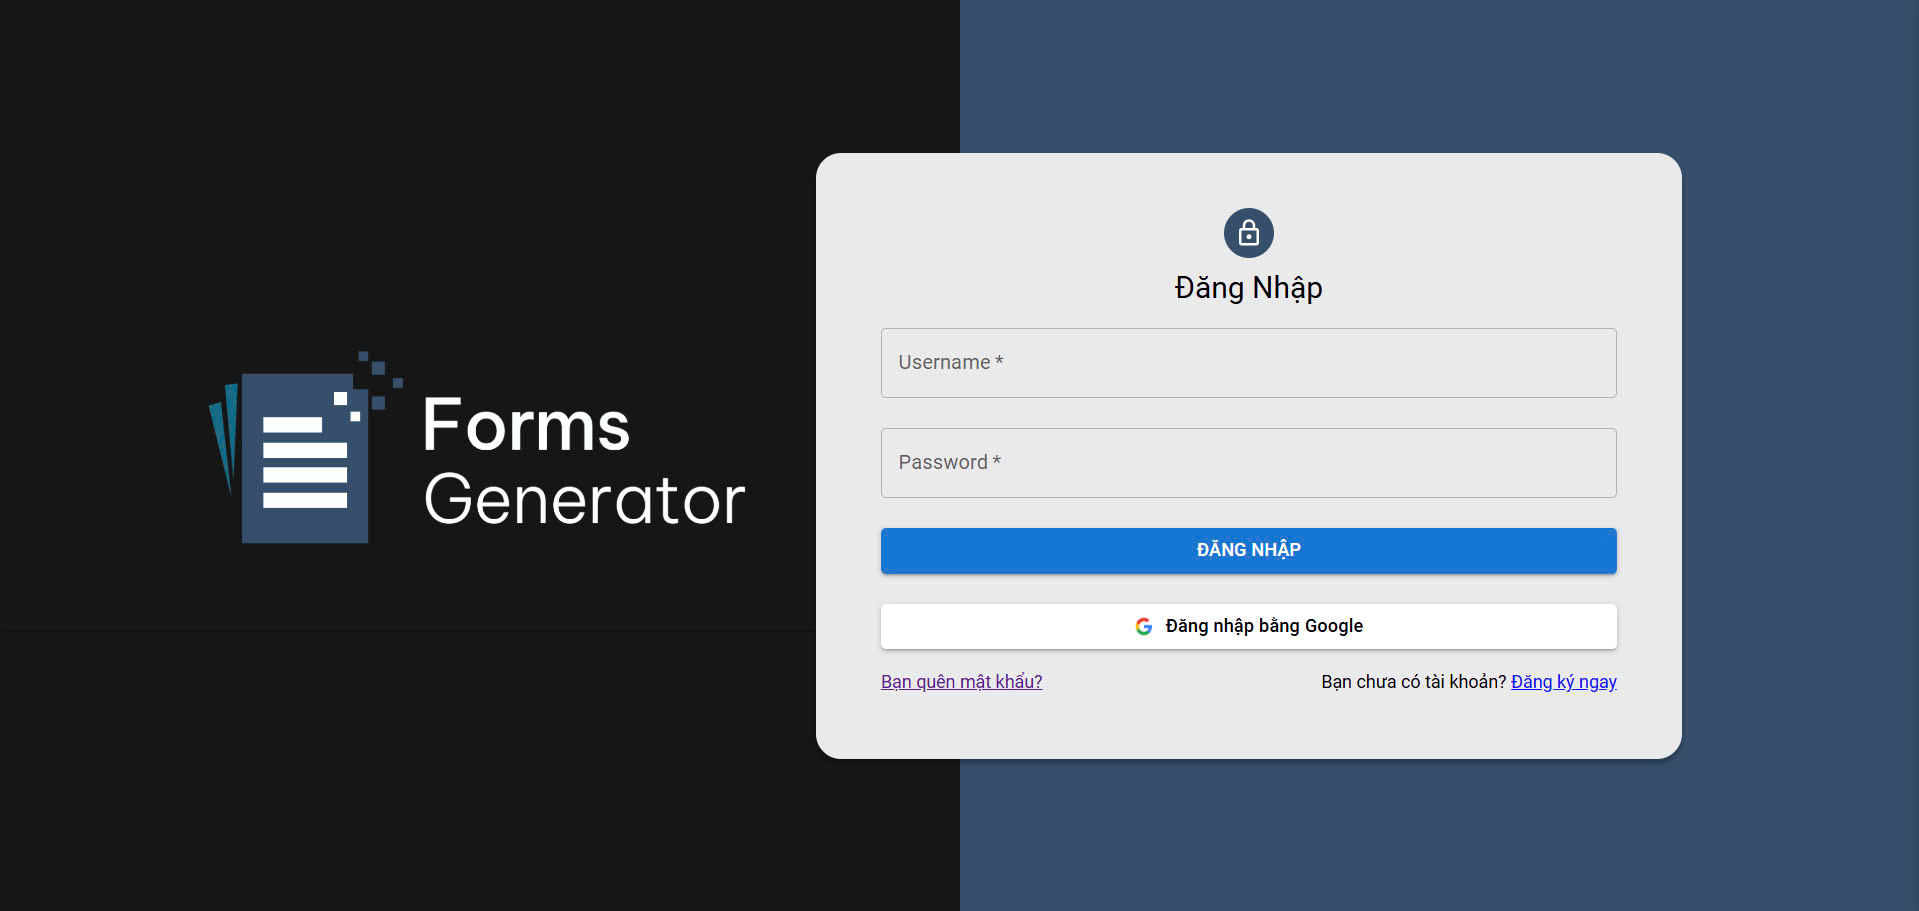 Forms
Generator
Đăng Nhập
Username *
Password *
ĐĂNG NHẬP
Đăng nhập bằng Google
Bạn quên mật khẩu?
Bạn chưa có tài khoản? Đăng ký ngay